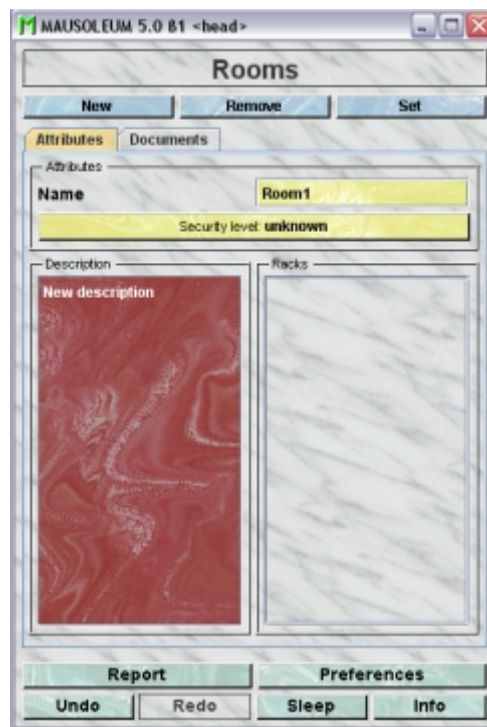 MAUSOLEUM 5.0 ß1 <head>
Rooms
New Remove Set
Attributes Documents
Attributes
Name Room1
Security level: unknown
Description Racks
New description
Report Preferences
Undo Redo Sleep Info